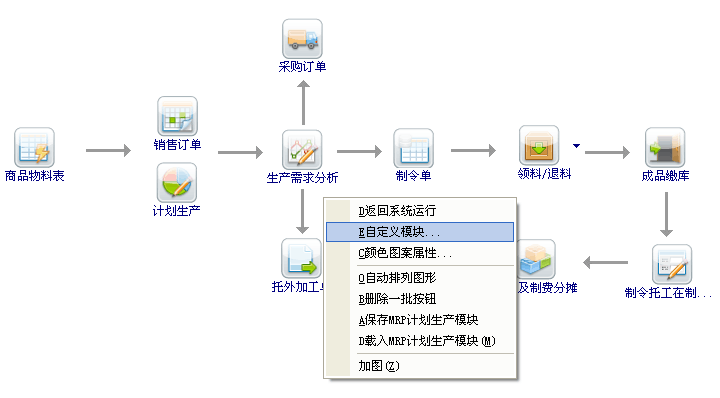 采购订单
销售订单
商品物料表
生产需求分析
制令单
领料/退料
成品缴库
计划生产
托外加工单
及制费分摊
制令托工在制...
D返回系统运行
E自定义模块...
C颜色图案属性...
O自动排列图形
B删除一批按钮
A保存MRP计划生产模块
D载入MRP计划生产模块(M)
加图(Z)